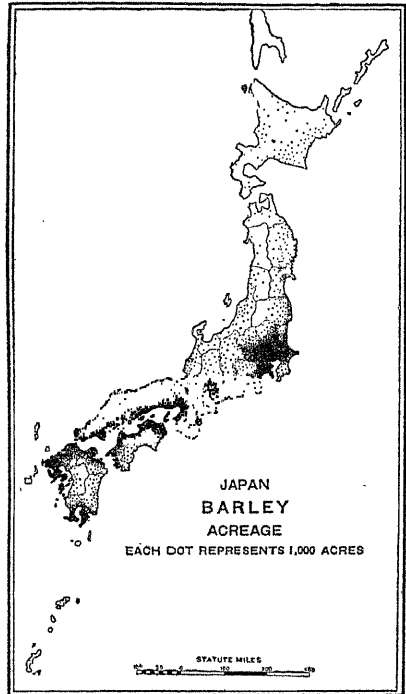 JAPAN
BARLEY
ACREAGE
EACH DOT REPRESENTS 1,000 ACRES
STATUTE MILES